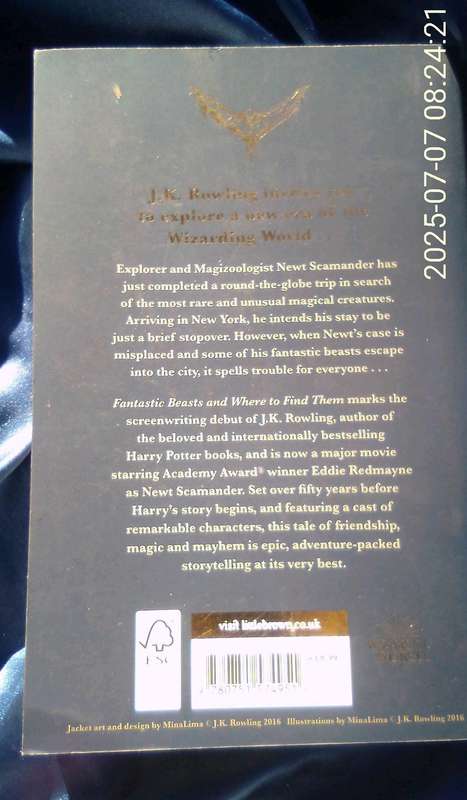 J.K. Rowling
to explore a new era of the
Wizarding World . . .
Explorer and Magizoologist Newt Scamander has
just completed a round-the-globe trip in search
of the most rare and unusual magical creatures.
Arriving in New York, he intends his stay to be
just a brief stopover. However, when Newt's case is
misplaced and some of his fantastic beasts escape
into the city, it spells trouble for everyone . . .
Fantastic Beasts and Where to Find Them marks the
screenwriting debut of J.K. Rowling, author of
the beloved and internationally bestselling
Harry Potter books, and is now a major movie
starring Academy Award® winner Eddie Redmayne
as Newt Scamander. Set over fifty years before
Harry's story begins, and featuring a cast of
remarkable characters, this tale of friendship,
magic and mayhem is epic, adventure-packed
storytelling at its very best.
visit littlebrown.co.uk
FSC
Jacket art and design by MinaLima © J.K. Rowling 2016 Illustrations by MinaLima © J.K. Rowling 2016
2025-07-07 08:24:21